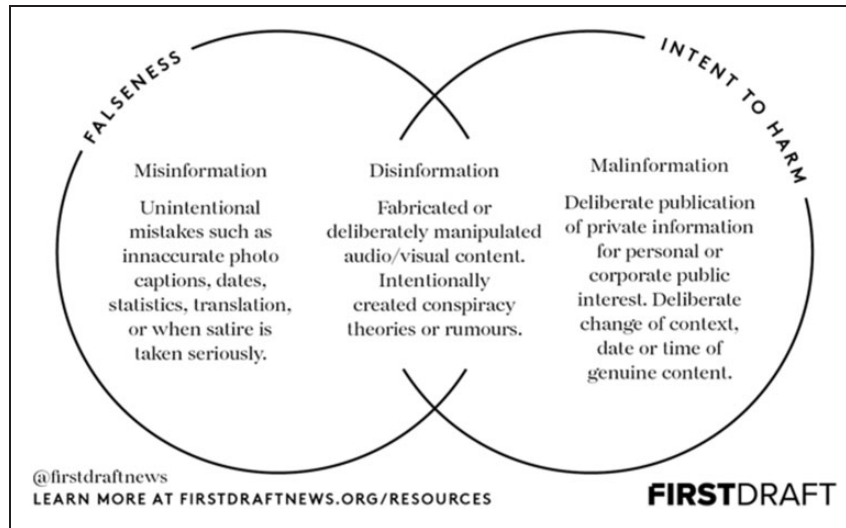 FALSENESS
INTENT TO HARM
Misinformation
Unintentional
mistakes such as
innaccurate photo
captions, dates,
statistics, translation,
or when satire is
taken seriously.
Disinformation
Fabricated or
deliberately manipulated
audio/visual content.
Intentionally
created conspiracy
theories or rumours.
Malinformation
Deliberate publication
of private information
for personal or
corporate public
interest. Deliberate
change of context,
date or time of
genuine content.
@firstdraftnews
LEARN MORE AT FIRSTDRAFTNEWS.ORG/RESOURCES
FIRSTDRAFT